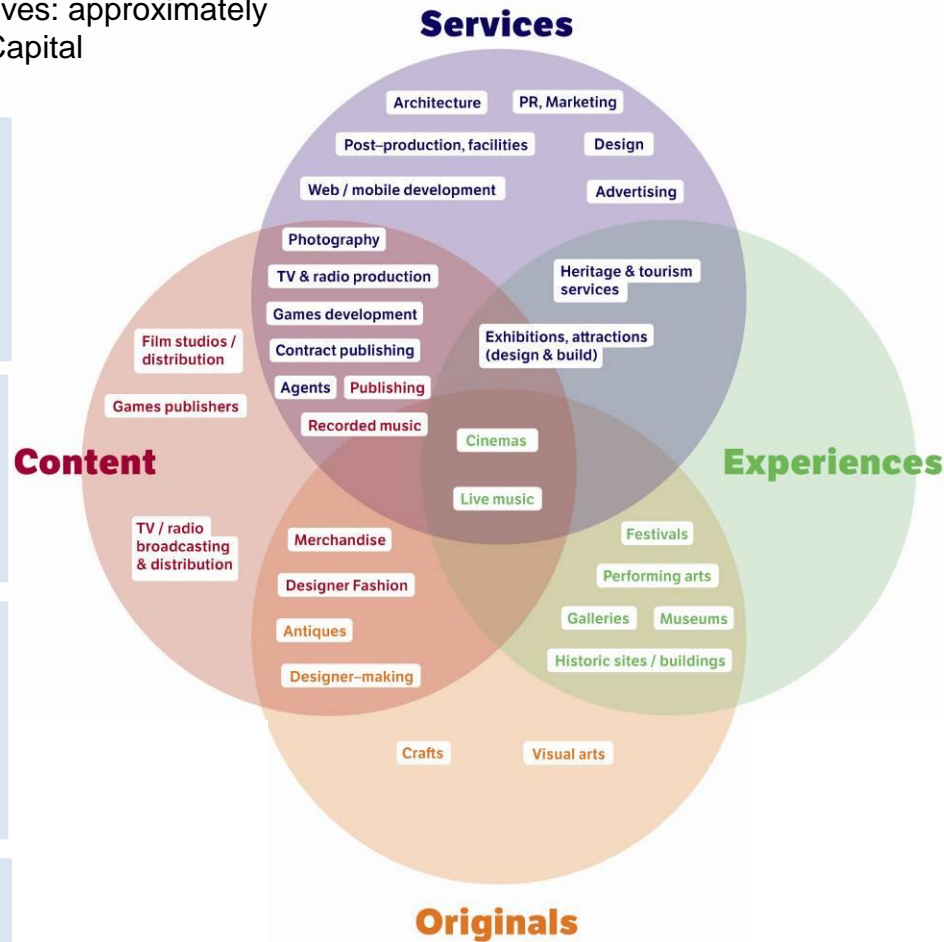 ves: approximately
Capital
Services
Architecture
PR, Marketing
Post–production, facilities
Design
Web / mobile development
Advertising
Photography
TV & radio production
Heritage & tourism
services
Games development
Film studios /
distribution
Contract publishing
Exhibitions, attractions
(design & build)
Agents
Publishing
Games publishers
Recorded music
Cinemas
Content
Experiences
Live music
TV / radio
broadcasting
& distribution
Merchandise
Festivals
Designer Fashion
Performing arts
Antiques
Galleries
Museums
Designer–making
Historic sites / buildings
Crafts
Visual arts
Originals